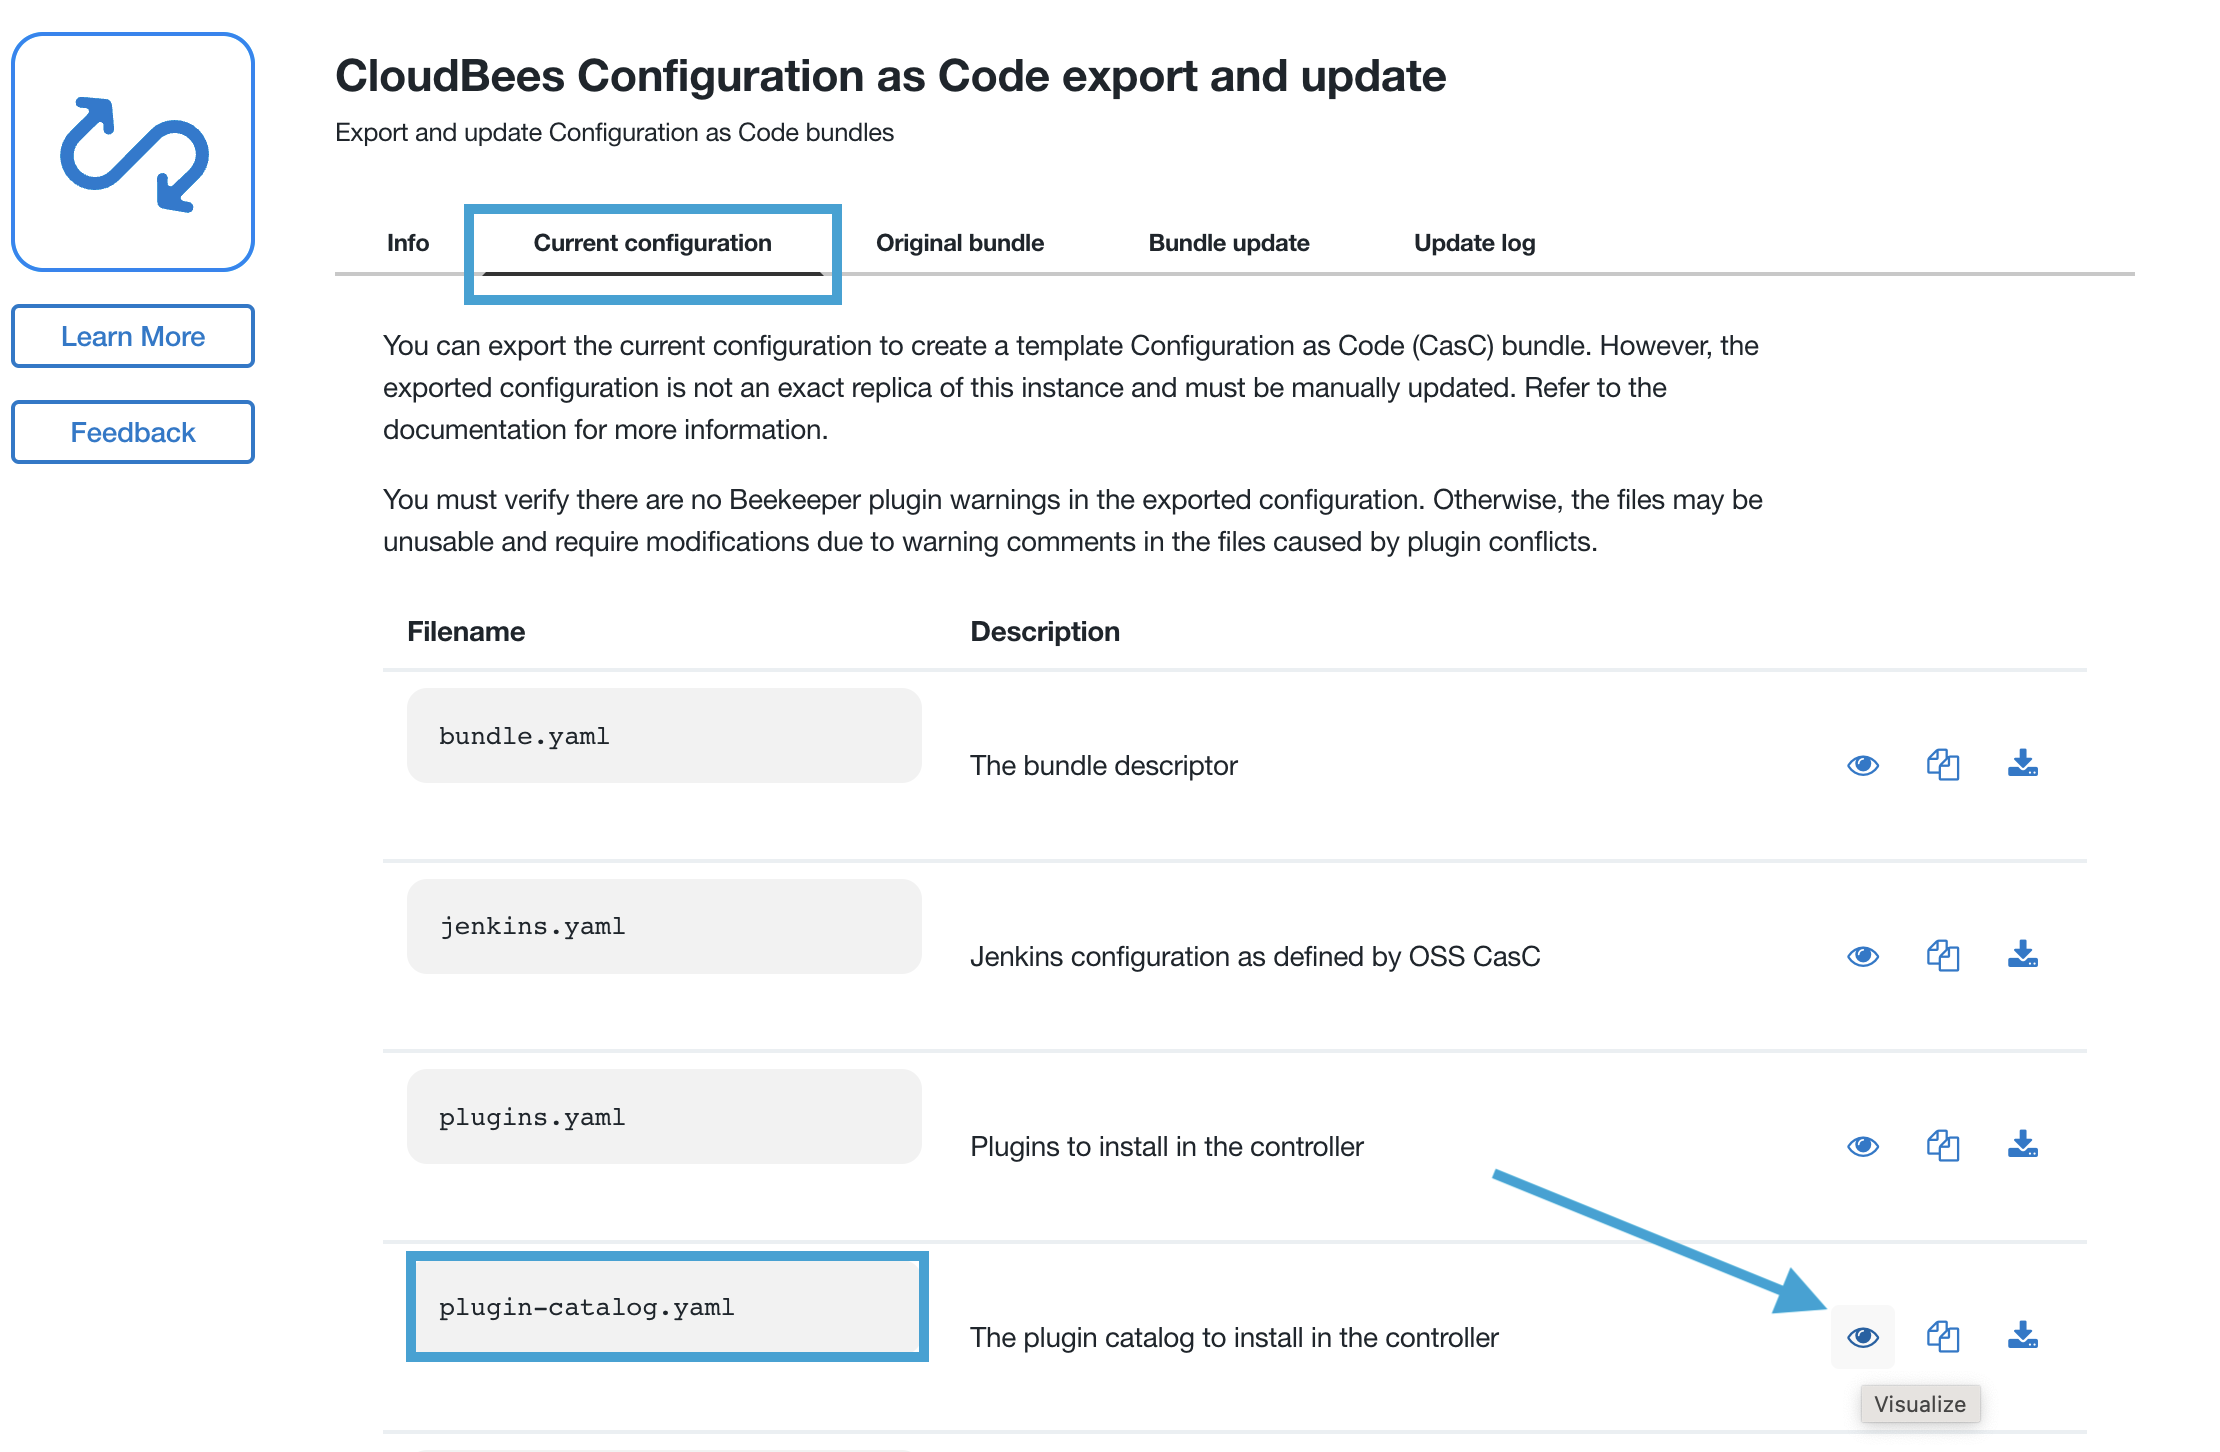 CloudBees Configuration as Code export and update
Export and update Configuration as Code bundles
Info
Current configuration
Original bundle
Bundle update
Update log
Learn More
Feedback
You can export the current configuration to create a template Configuration as Code (CasC) bundle. However, the
exported configuration is not an exact replica of this instance and must be manually updated. Refer to the
documentation for more information.
You must verify there are no Beekeeper plugin warnings in the exported configuration. Otherwise, the files may be
unusable and require modifications due to warning comments in the files caused by plugin conflicts.
Filename
Description
bundle.yaml
The bundle descriptor
jenkins.yaml
Jenkins configuration as defined by OSS CasC
plugins.yaml
Plugins to install in the controller
plugin-catalog.yaml
The plugin catalog to install in the controller
Visualize